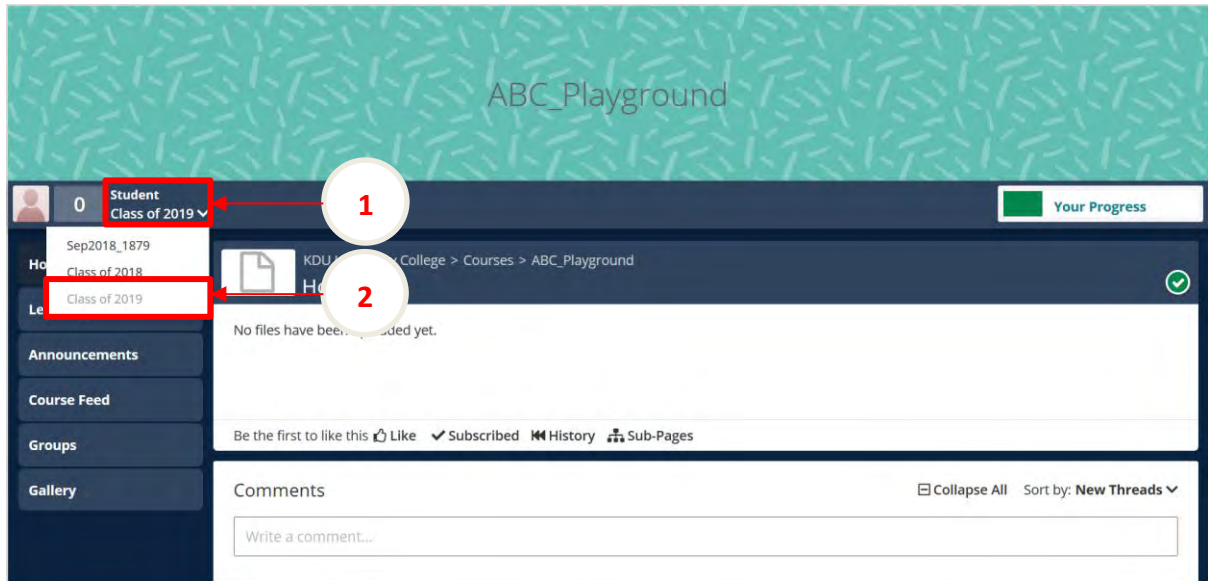 ABC_Playground
0
Student
Class of 2019
1
Your Progress
Sep2018_1879
Class of 2018
Class of 2019
2
KDU College > Courses > ABC_Playground
No files have been uploaded yet.
Announcements
Course Feed
Groups
Gallery
Be the first to like this Like Subscribed History Sub-Pages
Comments
Collapse All Sort by: New Threads
Write a comment...